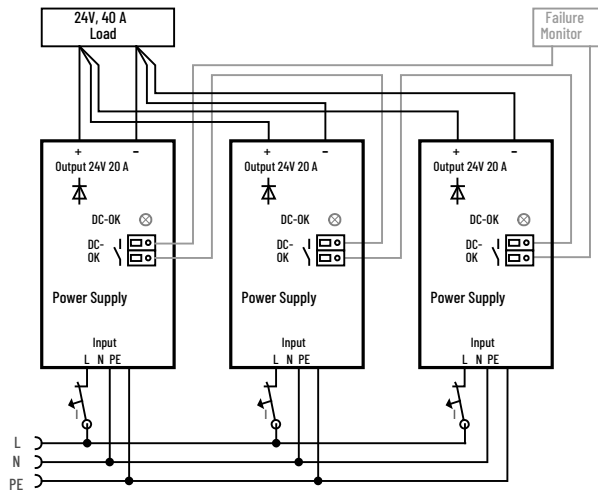 24V, 40 A
Load
Failure
Monitor
+ –
Output 24V 20 A
DC-OK
DC-
OK
Power Supply
Input
L N PE
I
+ –
Output 24V 20 A
DC-OK
DC-
OK
Power Supply
Input
L N PE
I
+ –
Output 24V 20 A
DC-OK
DC-
OK
Power Supply
Input
L N PE
I
L
N
PE